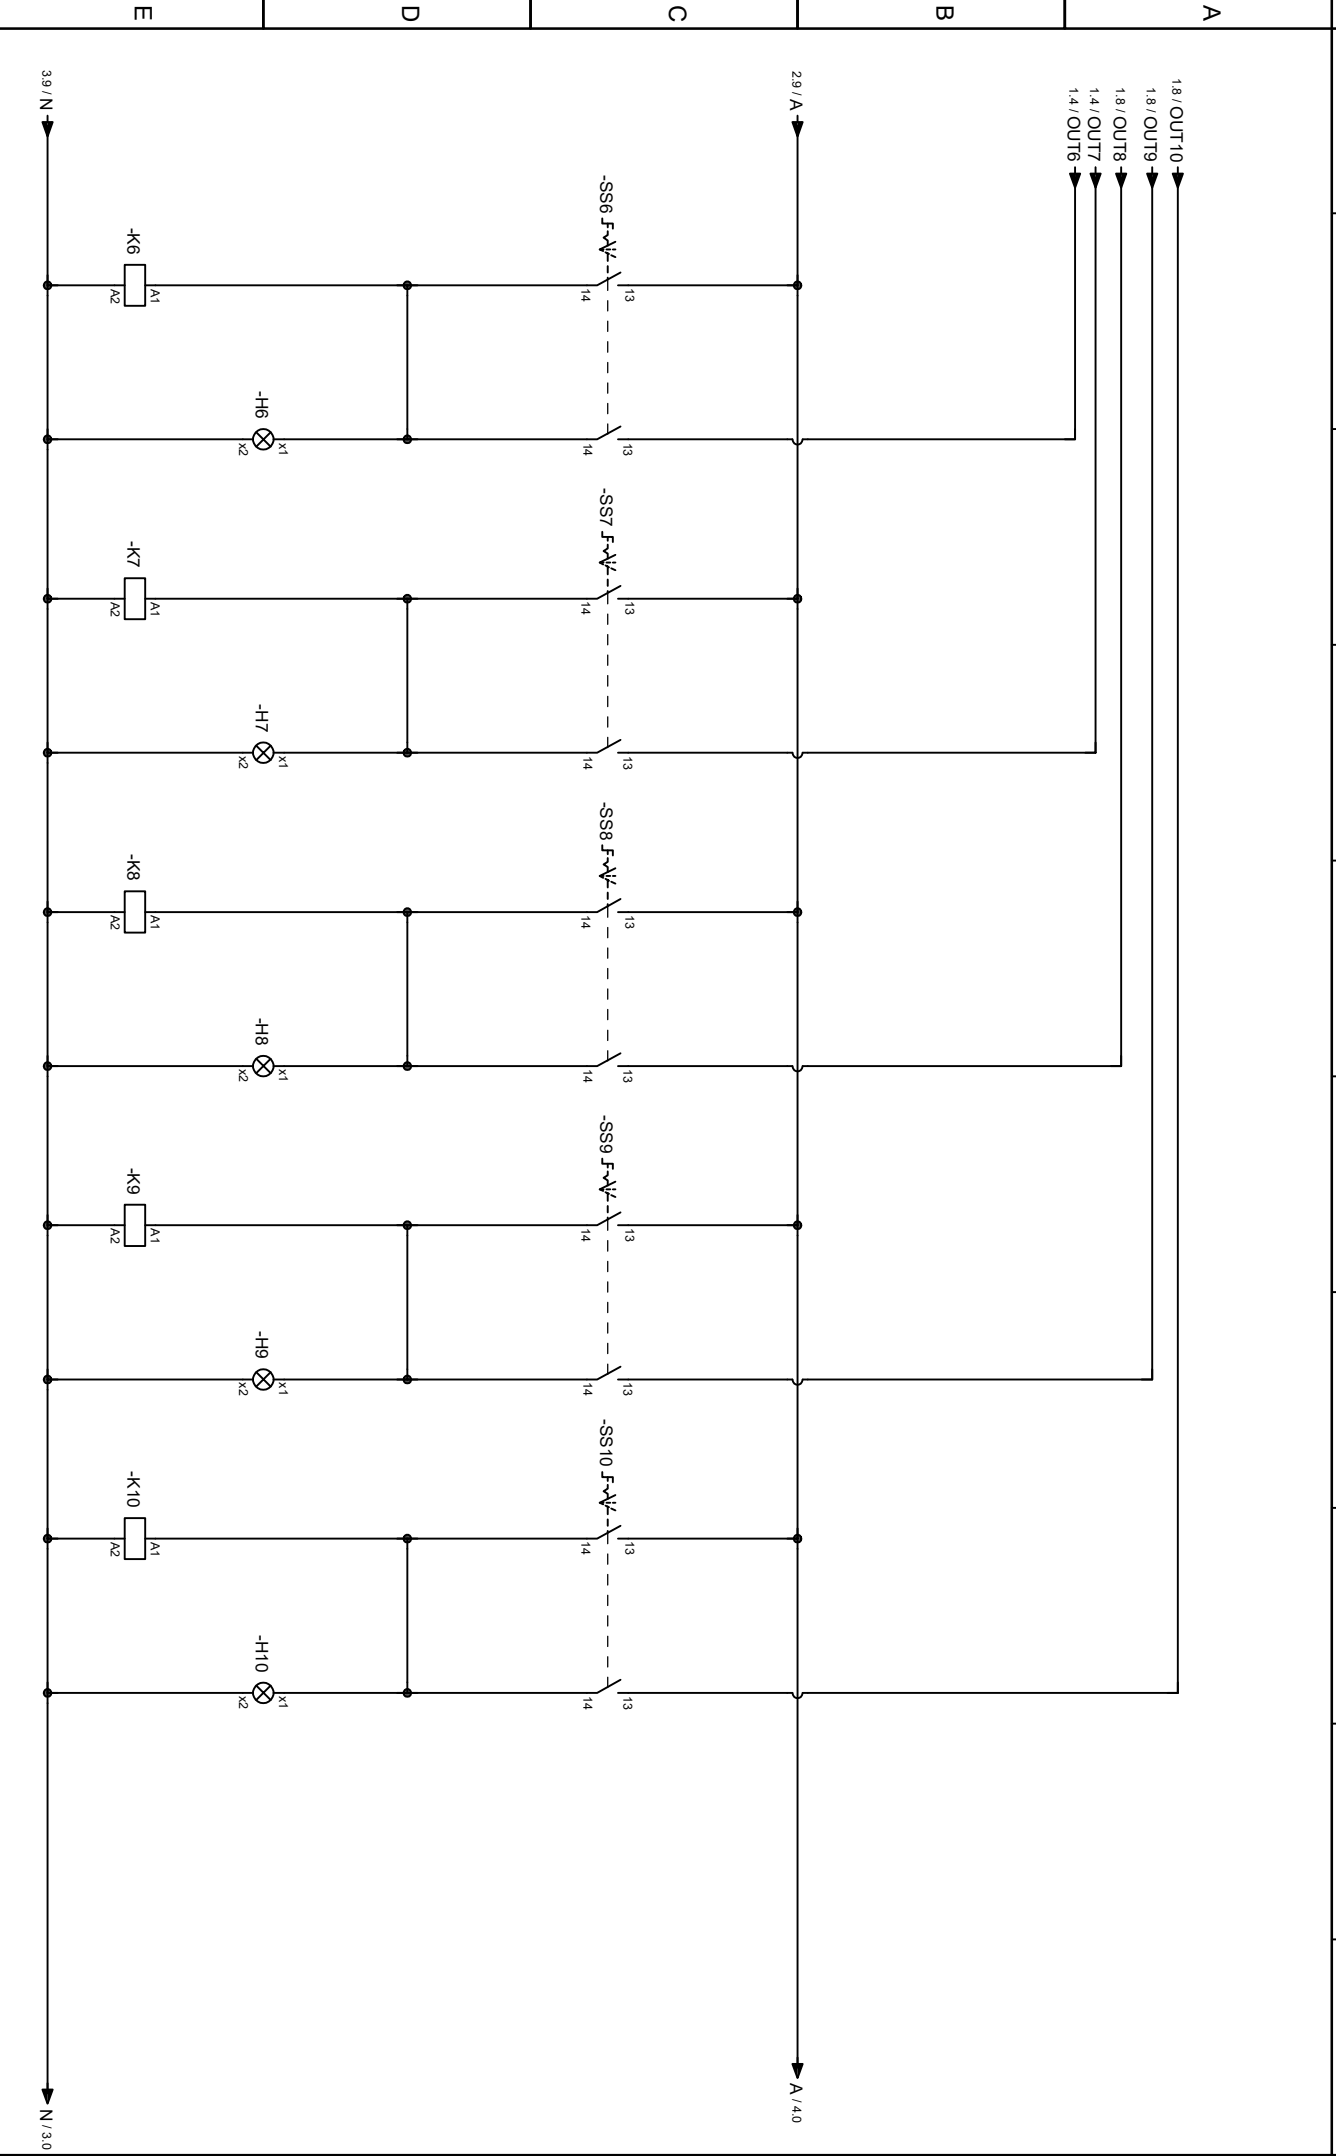 A
B
C
D
E
1.8 / OUT10
1.8 / OUT9
1.8 / OUT8
1.4 / OUT7
1.4 / OUT6
2.9 / A
A / 4.0
-SS6
13
14
13
14
-SS7
13
14
13
14
-SS8
13
14
13
14
-SS9
13
14
13
14
-SS10
13
14
13
14
-H6
x1
x2
-H7
x1
x2
-H8
x1
x2
-H9
x1
x2
-H10
x1
x2
-K6
A1
A2
-K7
A1
A2
-K8
A1
A2
-K9
A1
A2
-K10
A1
A2
3.9 / N
N / 3.0